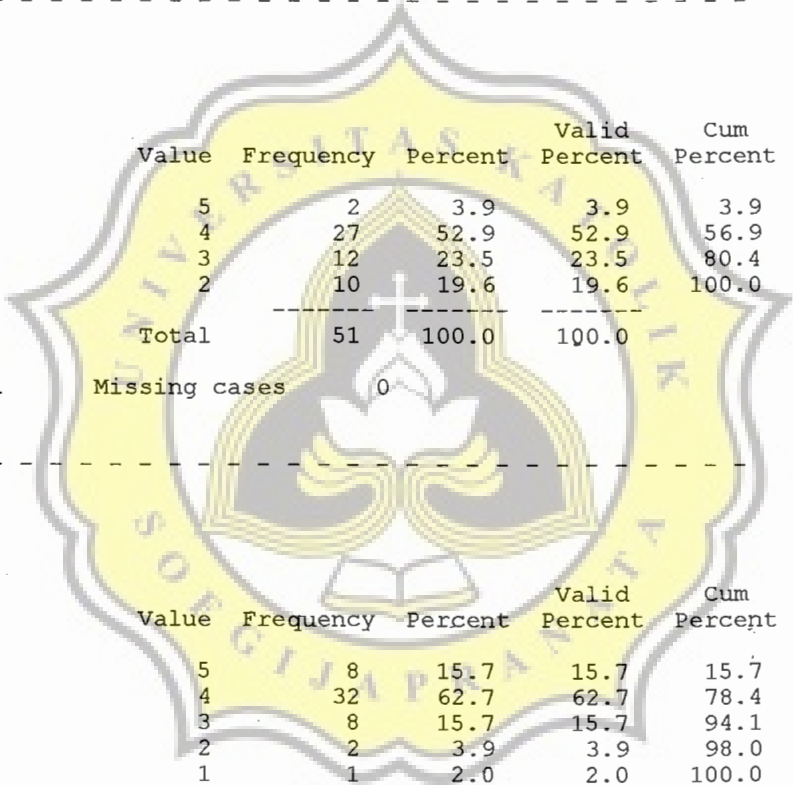 Valid Cum
Value Frequency Percent Percent Percent
5 2 3.9 3.9 3.9
4 27 52.9 52.9 56.9
3 12 23.5 23.5 80.4
2 10 19.6 19.6 100.0
------- ------- -------
Total 51 100.0 100.0
Missing cases 0
Valid Cum
Value Frequency Percent Percent Percent
5 8 15.7 15.7 15.7
4 32 62.7 62.7 78.4
3 8 15.7 15.7 94.1
2 2 3.9 3.9 98.0
1 1 2.0 2.0 100.0
UNIVERSITAS KATOLIK
SOEGIJAPRANATA